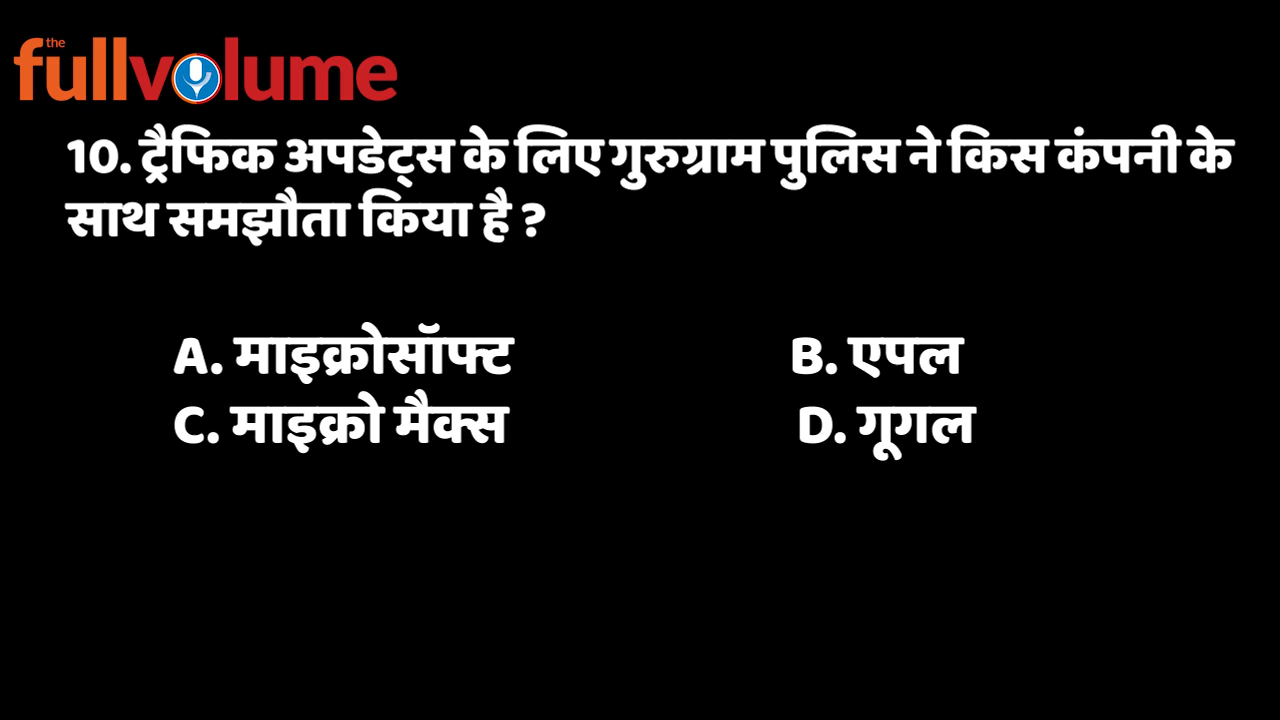 the
fullvolume
10. ट्रैफिक अपडेट्स के लिए गुरुग्राम पुलिस ने किस कंपनी के
साथ समझौता किया है ?
A. माइक्रोसॉफ्ट B. एपल
C. माइक्रो मैक्स D. गूगल